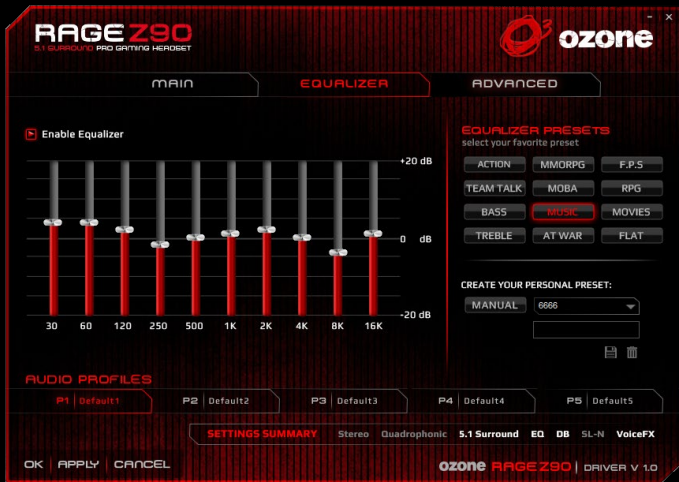 RAGE Z90
5.1 SURROUND PRO GAMING HEADSET
ozone
MAIN
EQUALIZER
ADVANCED
Enable Equalizer
+20 dB
0 dB
-20 dB
30 60 120 250 500 1K 2K 4K 8K 16K
EQUALIZER PRESETS
select your favorite preset
ACTION MMORPG F.P.S
TEAM TALK MOBA RPG
BASS MUSIC MOVIES
TREBLE AT WAR FLAT
CREATE YOUR PERSONAL PRESET:
MANUAL 6666
AUDIO PROFILES
P1 Default1 P2 Default2 P3 Default3 P4 Default4 P5 Default5
SETTINGS SUMMARY Stereo Quadrophonic 5.1 Surround EQ DB SL-N VoiceFX
OK APPLY CANCEL
ozone RAGE Z90 DRIVER V 1.0